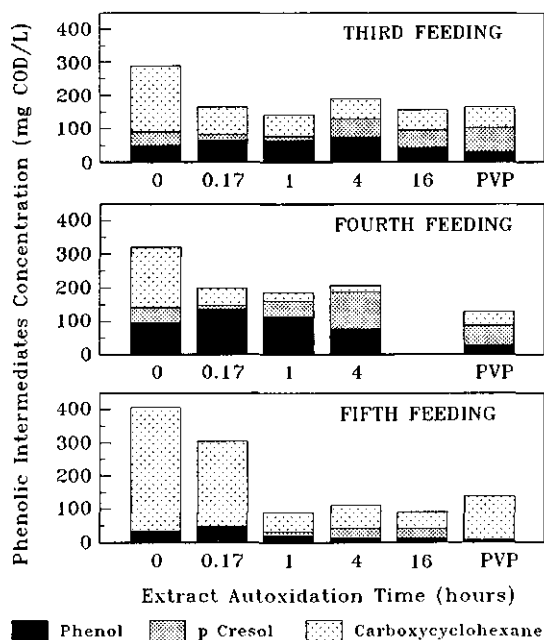 Phenolic Intermediates Concentration (mg COD/L)
THIRD FEEDING
400
300
200
100
0
0 0.17 1 4 16 PVP
FOURTH FEEDING
400
300
200
100
0
0 0.17 1 4 PVP
FIFTH FEEDING
400
300
200
100
0
0 0.17 1 4 16 PVP
Extract Autoxidation Time (hours)
Phenol p Cresol Carboxycyclohexane